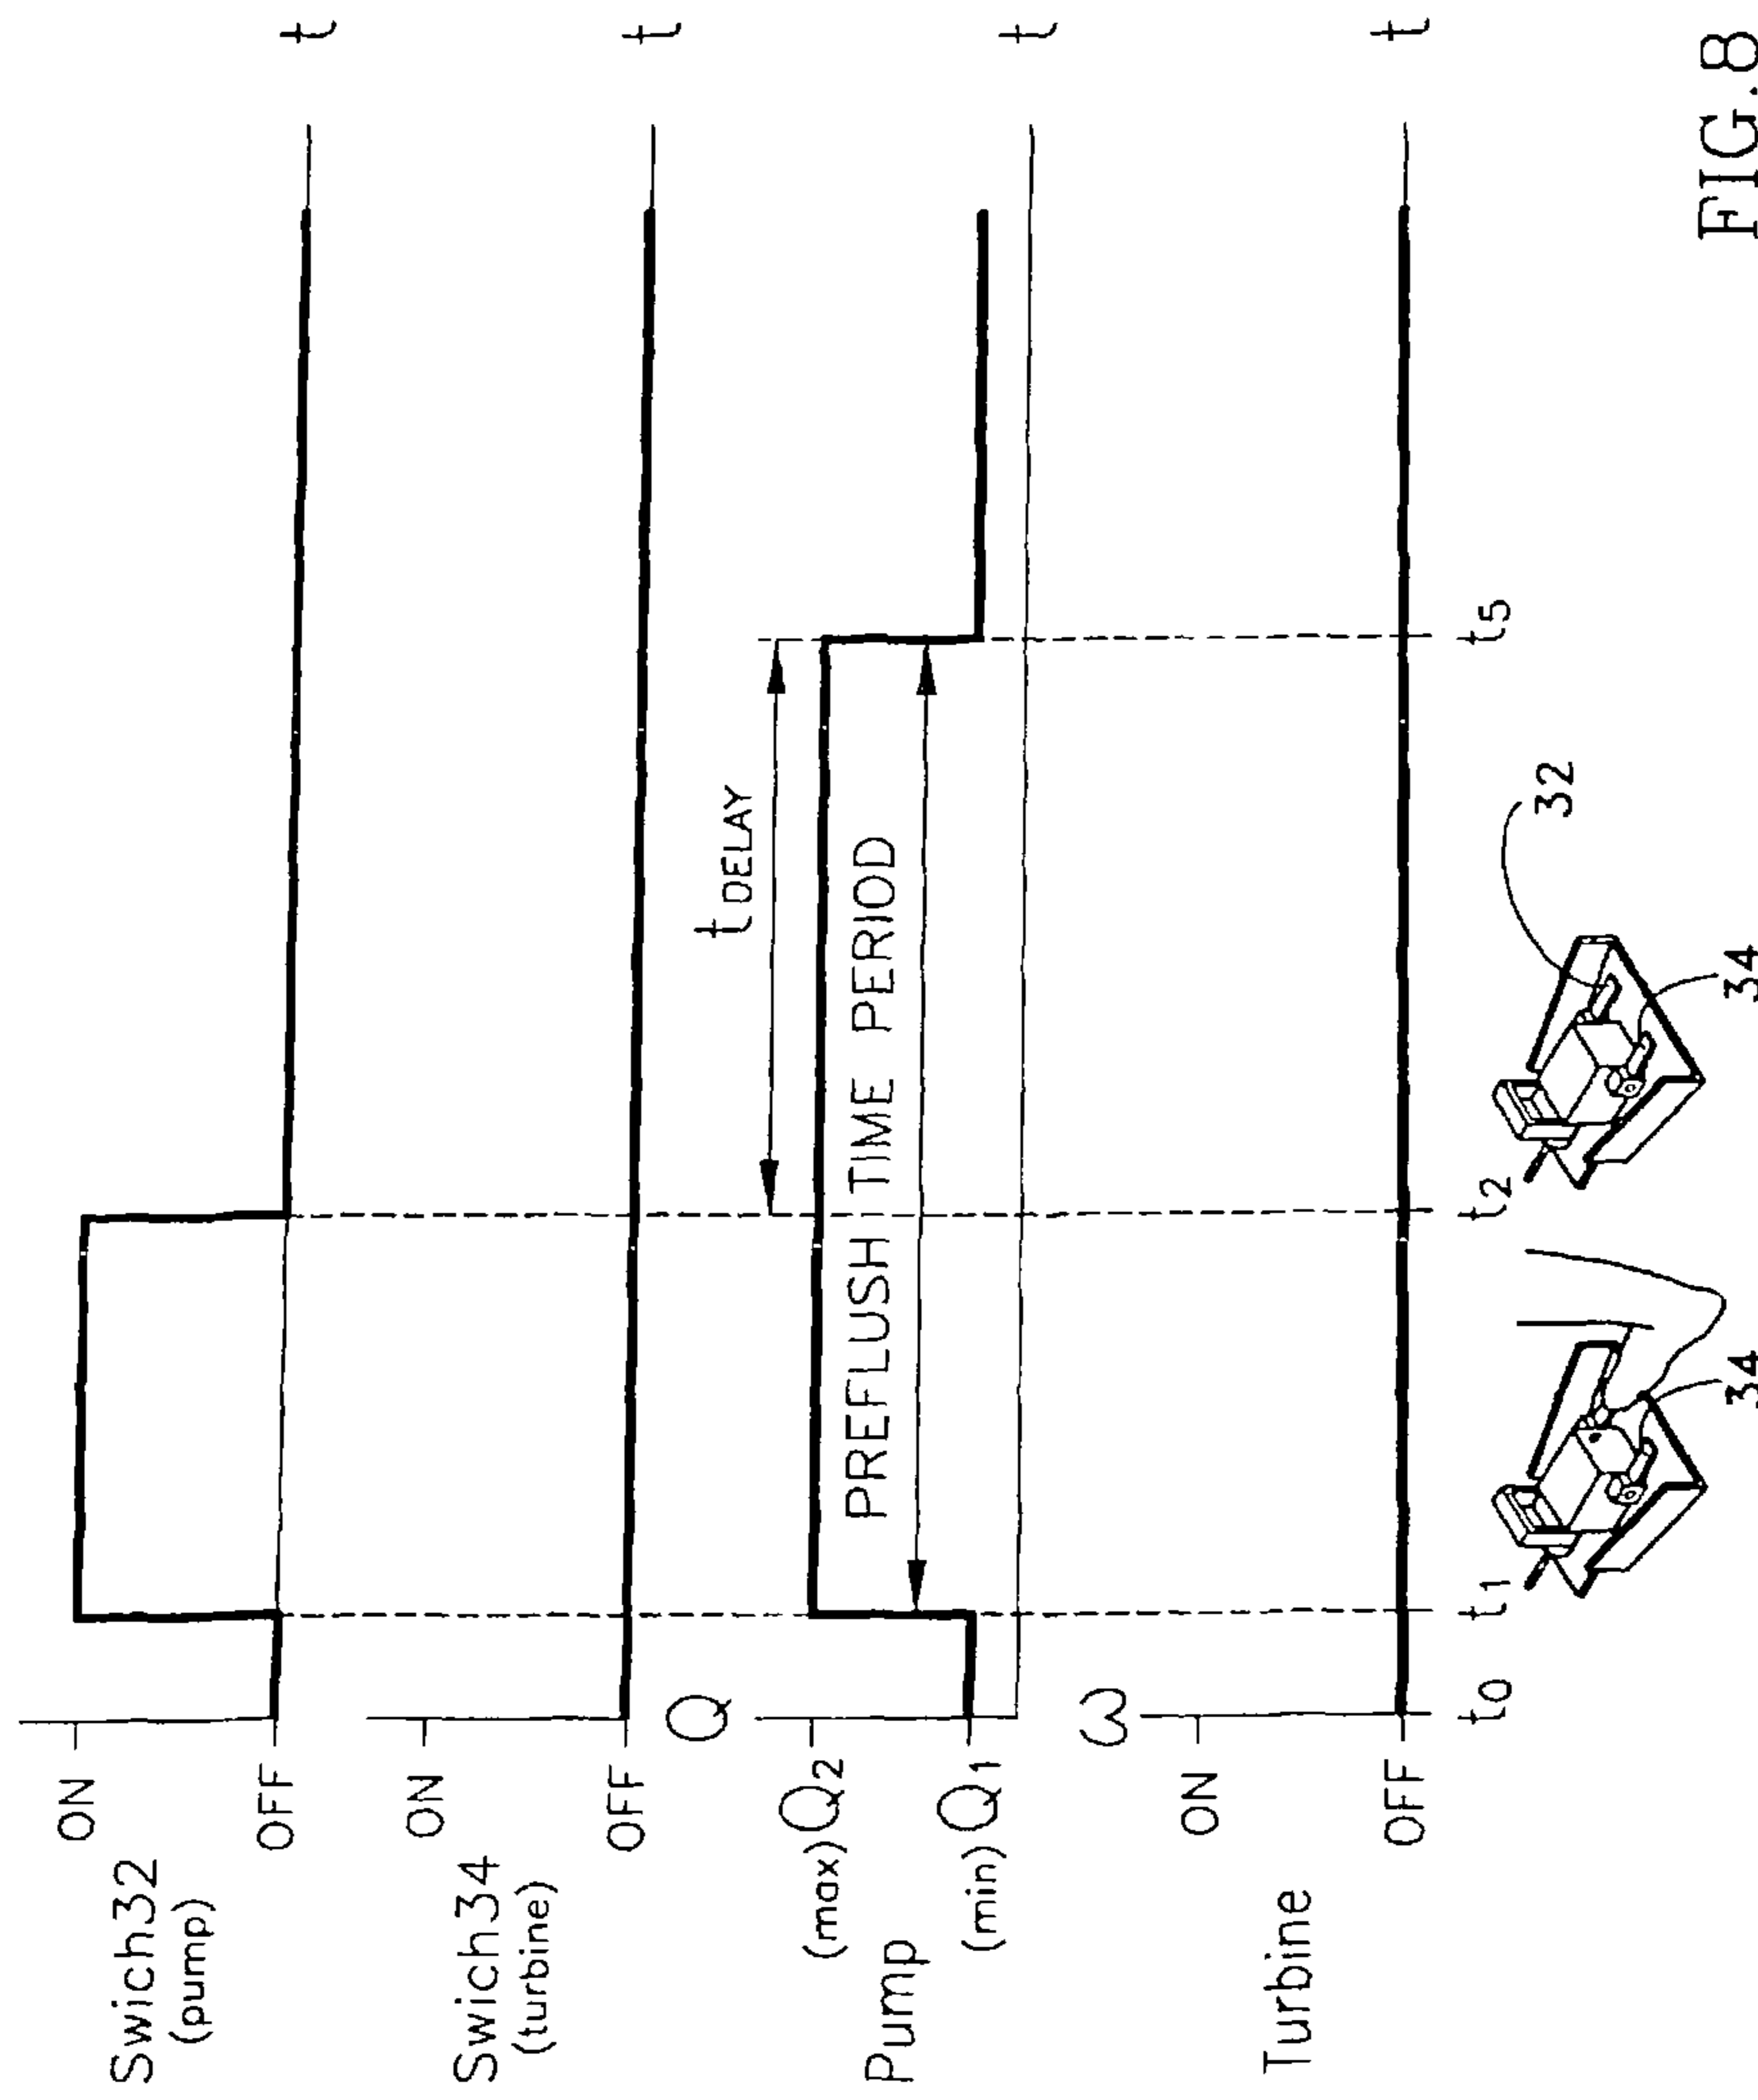 Swich32
(pump)
ON
OFF
t
Swich34
(turbine)
ON
OFF
t
Q
Pump
(max) Q2
(min) Q1
tDELAY
PREFLUSH TIME PERIOD
t
ω
Turbine
ON
OFF
t
t0
t1
t2
t5
34
32
34
FIG.8